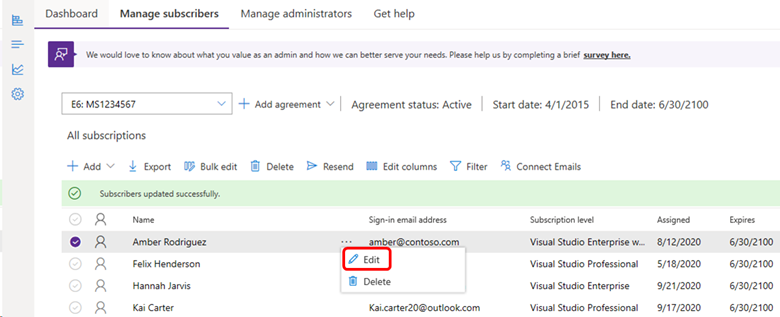 Dashboard Manage subscribers Manage administrators Get help
We would love to know about what you value as an admin and how we can better serve your needs. Please help us by completing a brief survey here.
E6: MS1234567 Add agreement Agreement status: Active Start date: 4/1/2015 End date: 6/30/2100
All subscriptions
Add Export Bulk edit Delete Resend Edit columns Filter Connect Emails
Subscribers updated successfully.
Name Sign-in email address Subscription level Assigned Expires
Amber Rodriguez ... amber@contoso.com Visual Studio Enterprise w... 8/12/2020 6/30/2100
Edit
Felix Henderson Visual Studio Professional 5/18/2020 6/30/2100
Delete
Hannah Jarvis Visual Studio Enterprise 9/21/2020 6/30/2100
Kai Carter Kai.carter20@outlook.com Visual Studio Professional 9/17/2020 6/30/2100